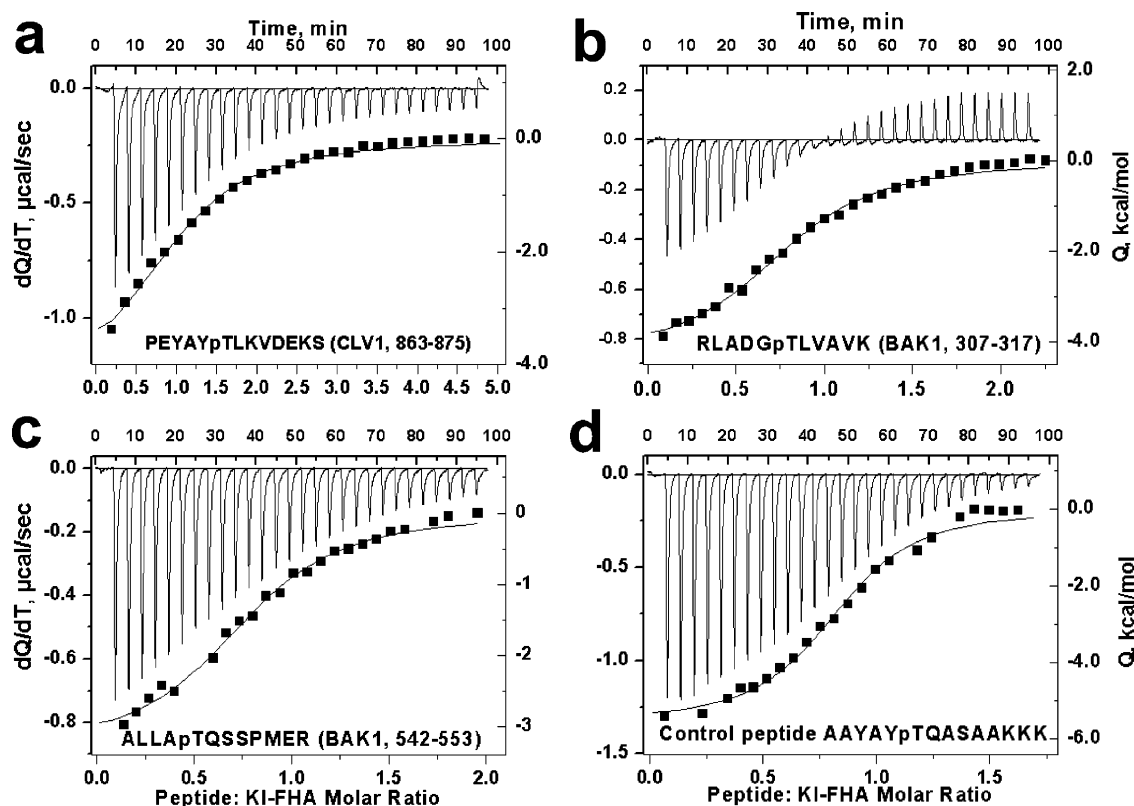 a
Time, min
0 10 20 30 40 50 60 70 80 90 100
0.0
-0.5
-1.0
dQ/dT, µcal/sec
0.0
-2.0
-4.0
PEYAYpTLKVDEKS (CLV1, 863-875)
0.0 0.5 1.0 1.5 2.0 2.5 3.0 3.5 4.0 4.5 5.0
b
Time, min
0 10 20 30 40 50 60 70 80 90 100
0.2
0.0
-0.2
-0.4
-0.6
-0.8
2.0
0.0
-2.0
-4.0
Q, kcal/mol
RLADGpTLVAVK (BAK1, 307-317)
0.0 0.5 1.0 1.5 2.0
c
0 10 20 30 40 50 60 70 80 90 100
0.0
-0.2
-0.4
-0.6
-0.8
dQ/dT, µcal/sec
0
-1
-2
-3
ALLApTQSSPMER (BAK1, 542-553)
0.0 0.5 1.0 1.5 2.0
Peptide: KI-FHA Molar Ratio
d
0 10 20 30 40 50 60 70 80 90 100
0.0
-0.5
-1.0
-1.5
0.0
-2.0
-4.0
-6.0
Q, kcal/mol
Control peptide AAYAYpTQASAAKKK
0.0 0.5 1.0 1.5
Peptide: KI-FHA Molar Ratio